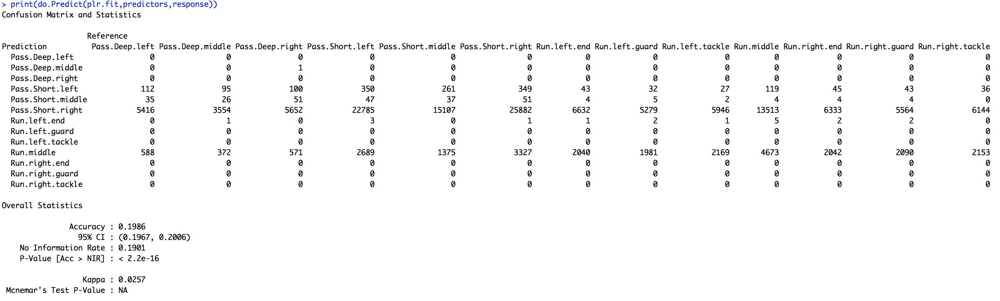 > print(do.Predict(plr.fit,predictors,response))
Confusion Matrix and Statistics
Reference
Prediction Pass.Deep.left Pass.Deep.middle Pass.Deep.right Pass.Short.left Pass.Short.middle Pass.Short.right Run.left.end Run.left.guard Run.left.tackle Run.middle Run.right.end Run.right.guard Run.right.tackle
Pass.Deep.left 0 0 0 0 0 0 0 0 0 0 0 0 0
Pass.Deep.middle 0 0 1 0 0 0 0 0 0 0 0 0 0
Pass.Deep.right 0 0 0 0 0 0 0 0 0 0 0 0 0
Pass.Short.left 112 95 100 350 261 349 43 32 27 119 45 43 36
Pass.Short.middle 35 26 51 47 37 51 4 5 2 4 4 4 0
Pass.Short.right 5416 3554 5652 22785 15107 25882 6632 5279 5946 13513 6333 5564 6144
Run.left.end 0 1 0 3 0 1 1 2 1 5 2 2 0
Run.left.guard 0 0 0 0 0 0 0 0 0 0 0 0 0
Run.left.tackle 0 0 0 0 0 0 0 0 0 0 0 0 0
Run.middle 588 372 571 2689 1375 3327 2040 1981 2169 4673 2042 2090 2153
Run.right.end 0 0 0 0 0 0 0 0 0 0 0 0 0
Run.right.guard 0 0 0 0 0 0 0 0 0 0 0 0 0
Run.right.tackle 0 0 0 0 0 0 0 0 0 0 0 0 0
Overall Statistics
Accuracy : 0.1986
95% CI : (0.1967, 0.2006)
No Information Rate : 0.1901
P-Value [Acc > NIR] : < 2.2e-16
Kappa : 0.0257
Mcnemar's Test P-Value : NA